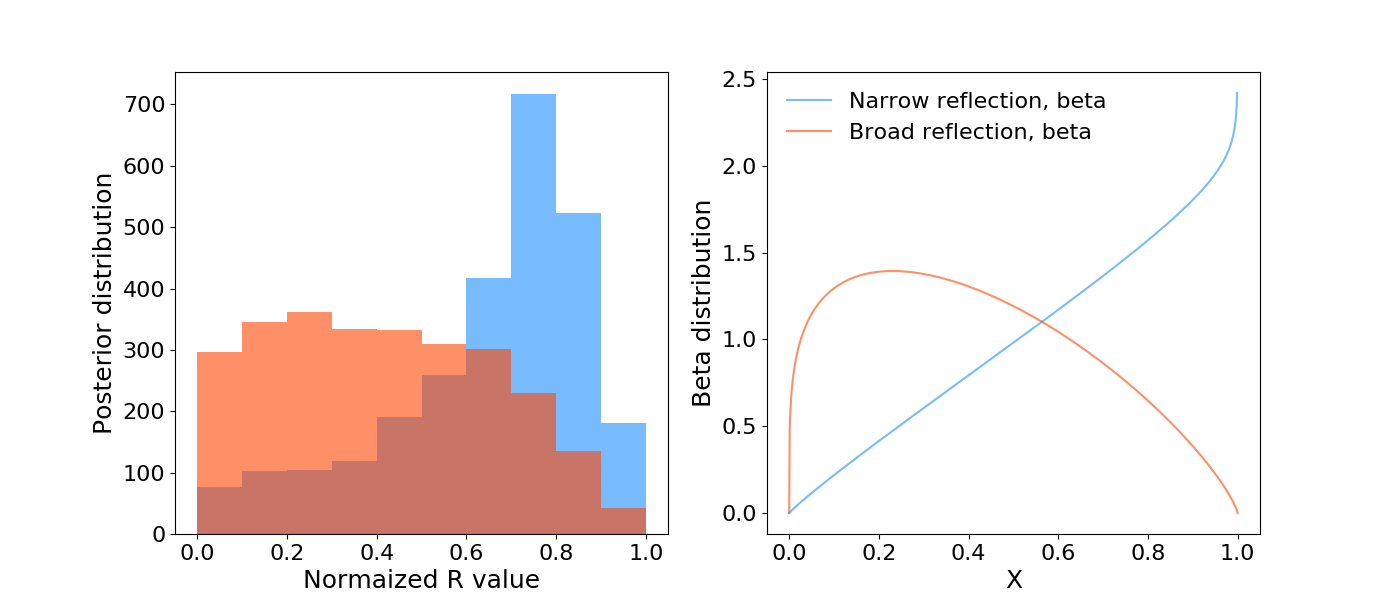 Posterior distribution
700
600
500
400
300
200
100
0
0.0 0.2 0.4 0.6 0.8 1.0
Normaized R value
Beta distribution
2.5
2.0
1.5
1.0
0.5
0.0
Narrow reflection, beta
Broad reflection, beta
0.0 0.2 0.4 0.6 0.8 1.0
X